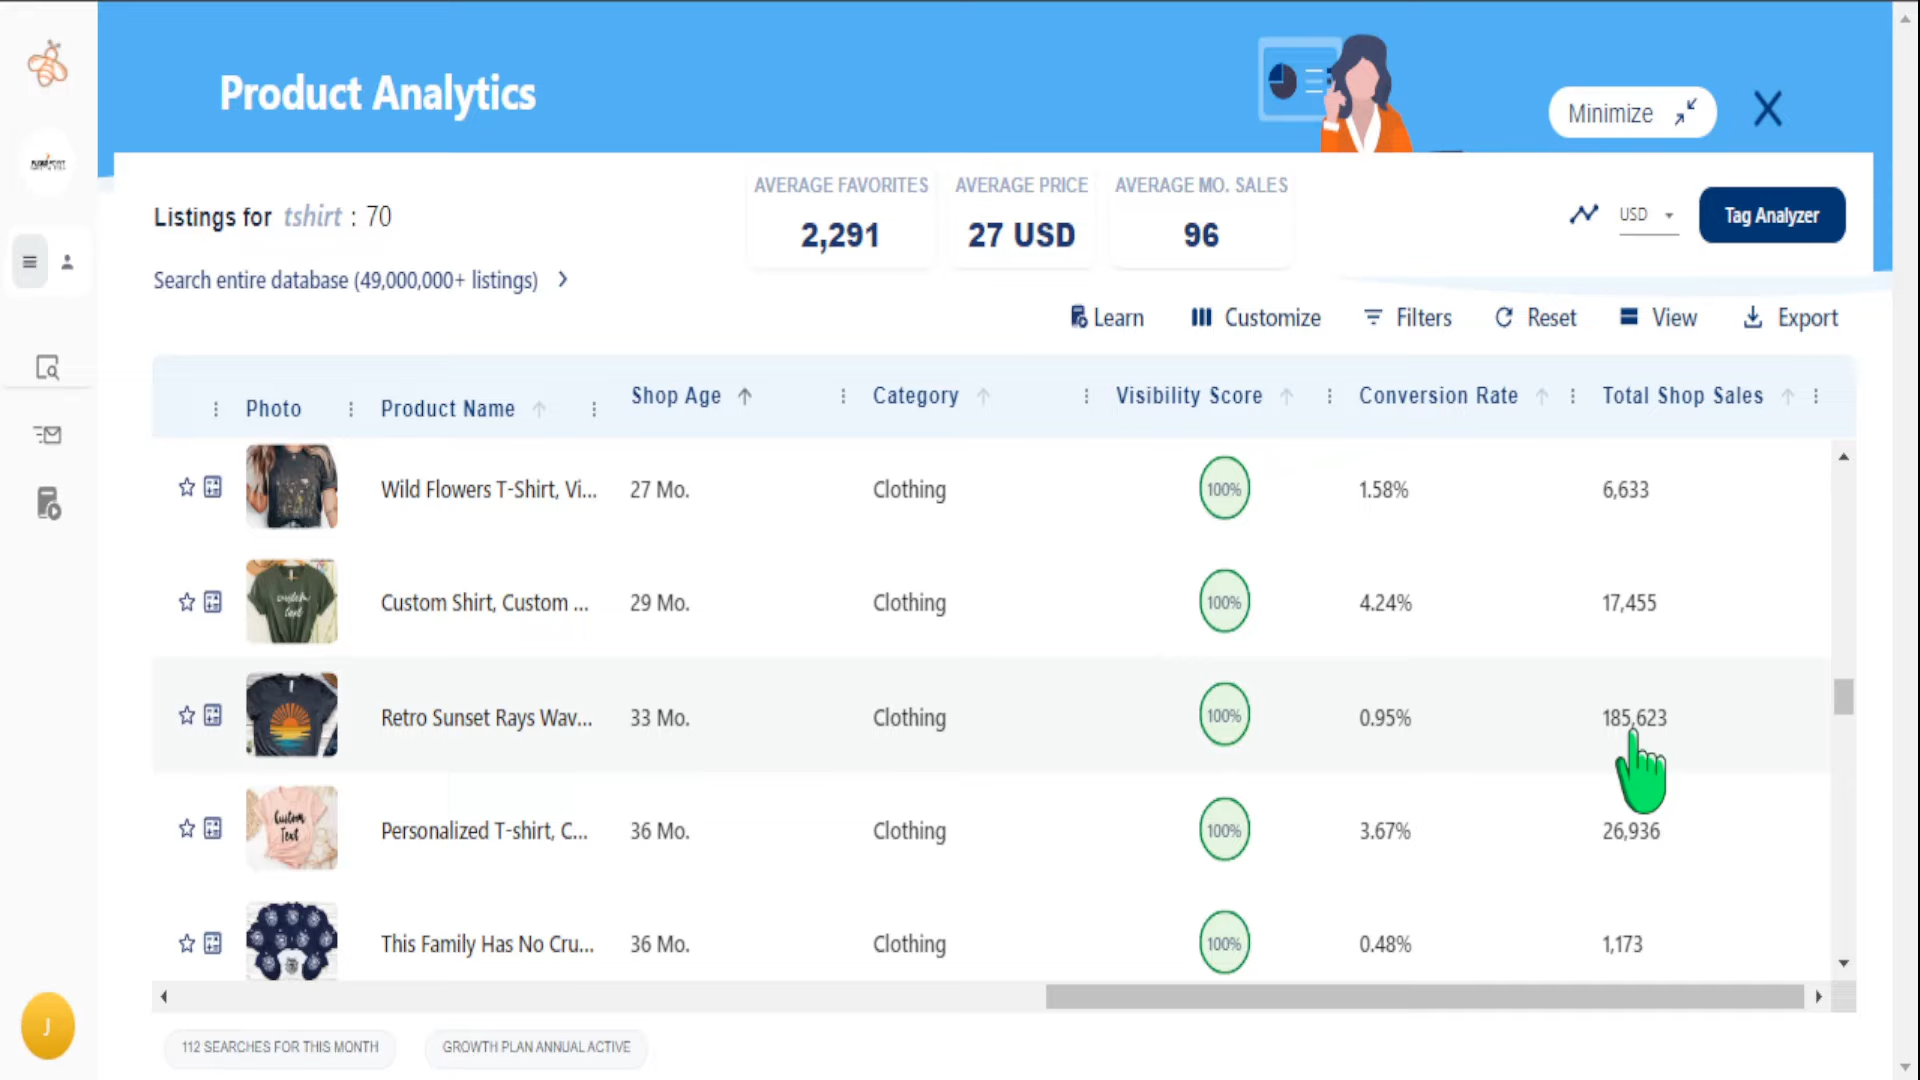 Product Analytics
Minimize
Listings for tshirt : 70
AVERAGE FAVORITES
2,291
AVERAGE PRICE
27 USD
AVERAGE MO. SALES
96
USD
Tag Analyzer
Search entire database (49,000,000+ listings)
Learn
Customize
Filters
Reset
View
Export
Photo Product Name Shop Age Category Visibility Score Conversion Rate Total Shop Sales
Wild Flowers T-Shirt, Vi... 27 Mo. Clothing 100% 1.58% 6,633
Custom Shirt, Custom ... 29 Mo. Clothing 100% 4.24% 17,455
custom
text
Retro Sunset Rays Wav... 33 Mo. Clothing 100% 0.95% 185,623
Personalized T-shirt, C... 36 Mo. Clothing 100% 3.67% 26,936
Custom
Text
This Family Has No Cru... 36 Mo. Clothing 100% 0.48% 1,173
J
112 SEARCHES FOR THIS MONTH
GROWTH PLAN ANNUAL ACTIVE